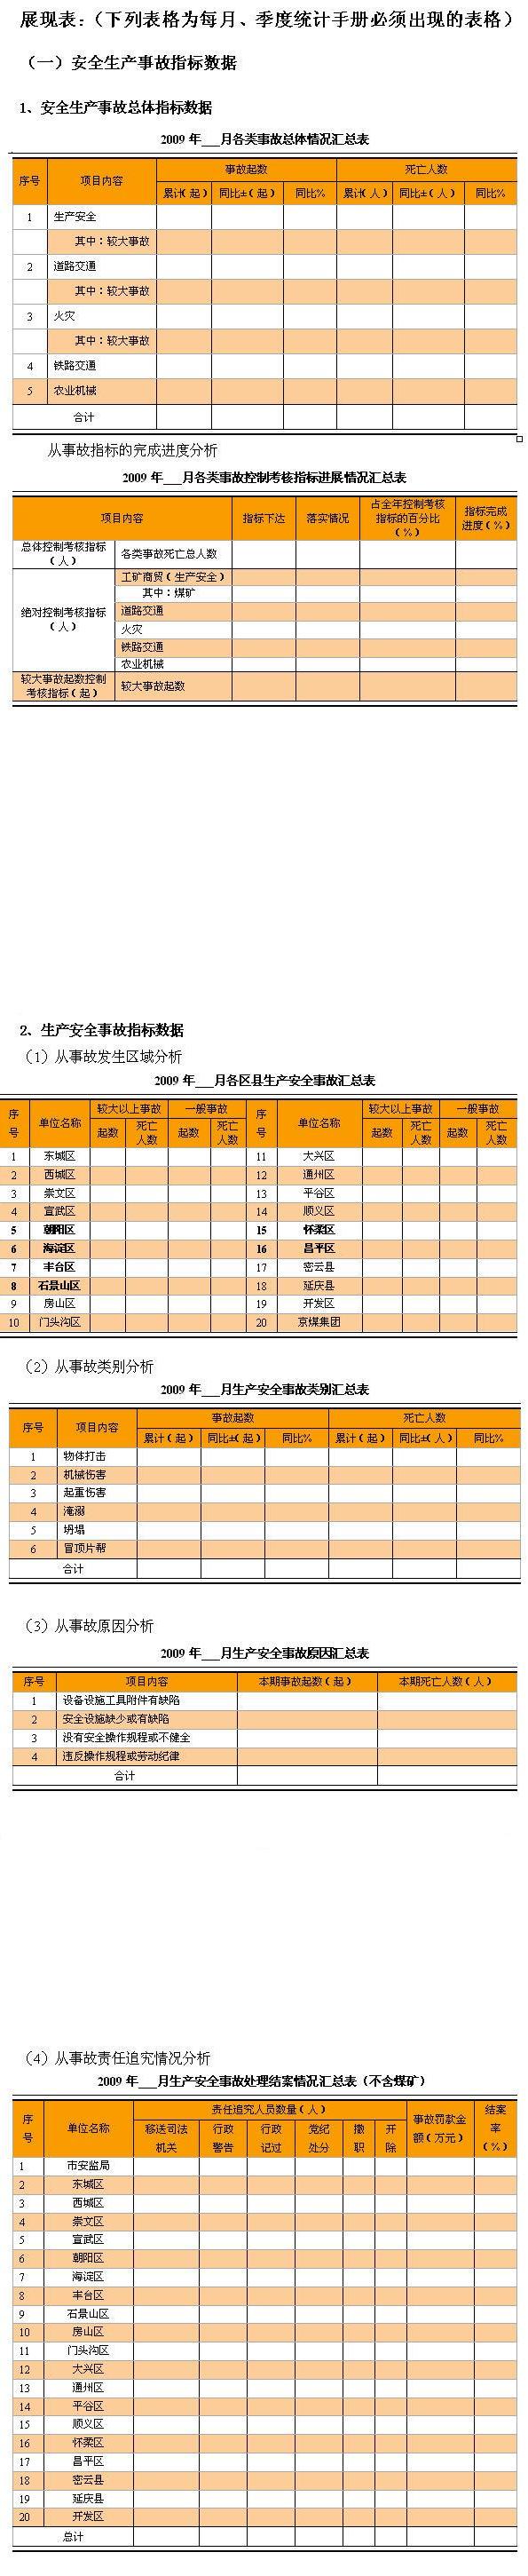 展现表：（下列表格为每月、季度统计手册必须出现的表格）
（一）安全生产事故指标数据
1、安全生产事故总体指标数据
2009 年___月各类事故总体情况汇总表
序号 项目内容 事故起数 死亡人数
累计（起） 同比±（起） 同比% 累计（人） 同比±（人） 同比%
1 生产安全
其中：较大事故
2 道路交通
其中：较大事故
3 火灾
其中：较大事故
4 铁路交通
5 农业机械
合计
从事故指标的完成进度分析
2009 年___月各类事故控制考核指标进展情况汇总表
项目内容 指标下达 落实情况 占全年控制考核指标的百分比（%） 指标完成进度（%）
总体控制考核指标（人） 各类事故死亡总人数
绝对控制考核指标（人） 工矿商贸（生产安全）
其中：煤矿
道路交通
火灾
铁路交通
农业机械
较大事故起数控制考核指标（起） 较大事故起数
2、生产安全事故指标数据
（1）从事故发生区域分析
2009 年___月各区县生产安全事故汇总表
序号 单位名称 较大以上事故 一般事故 序号 单位名称 较大以上事故 一般事故
起数 死亡人数 起数 死亡人数 起数 死亡人数 起数 死亡人数
1 东城区 11 大兴区
2 西城区 12 通州区
3 崇文区 13 平谷区
4 宣武区 14 顺义区
5 朝阳区 15 怀柔区
6 海淀区 16 昌平区
7 丰台区 17 密云县
8 石景山区 18 延庆县
9 房山区 19 开发区
10 门头沟区 20 京煤集团
（2）从事故类别分析
2009 年___月生产安全事故类别汇总表
序号 项目内容 事故起数 死亡人数
累计（起） 同比±（起） 同比% 累计（起） 同比±（人） 同比%
1 物体打击
2 机械伤害
3 起重伤害
4 淹溺
5 坍塌
6 冒顶片帮
合计
（3）从事故原因分析
2009 年___月生产安全事故原因汇总表
序号 项目内容 本期事故起数（起） 本期死亡人数（人）
1 设备设施工具附件有缺陷
2 安全设施缺少或有缺陷
3 没有安全操作规程或不健全
4 违反操作规程或劳动纪律
合计
（4）从事故责任追究情况分析
2009 年___月生产安全事故处理结案情况汇总表（不含煤矿）
序号 单位名称 责任追究人员数量（人） 事故罚款金额（万元） 结案率（%）
移送司法机关 行政警告 行政记过 党纪处分 撤职 开除
1 市安监局
2 东城区
3 西城区
4 崇文区
5 宣武区
6 朝阳区
7 海淀区
8 丰台区
9 石景山区
10 房山区
11 门头沟区
12 大兴区
13 通州区
14 平谷区
15 顺义区
16 怀柔区
17 昌平区
18 密云县
19 延庆县
20 开发区
总计